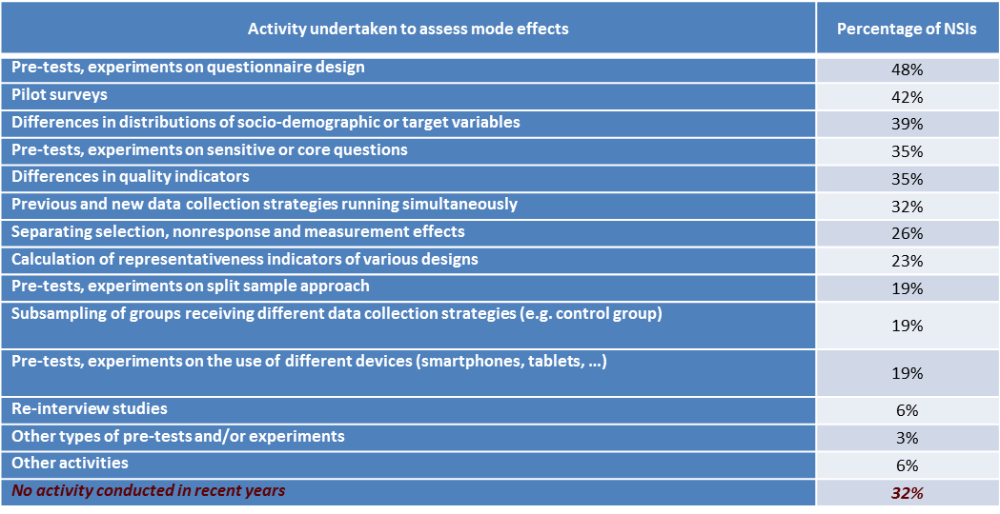 Activity undertaken to assess mode effects Percentage of NSIs
Pre-tests, experiments on questionnaire design 48%
Pilot surveys 42%
Differences in distributions of socio-demographic or target variables 39%
Pre-tests, experiments on sensitive or core questions 35%
Differences in quality indicators 35%
Previous and new data collection strategies running simultaneously 32%
Separating selection, nonresponse and measurement effects 26%
Calculation of representativeness indicators of various designs 23%
Pre-tests, experiments on split sample approach 19%
Subsampling of groups receiving different data collection strategies (e.g. control group) 19%
Pre-tests, experiments on the use of different devices (smartphones, tablets, ...) 19%
Re-interview studies 6%
Other types of pre-tests and/or experiments 3%
Other activities 6%
No activity conducted in recent years 32%